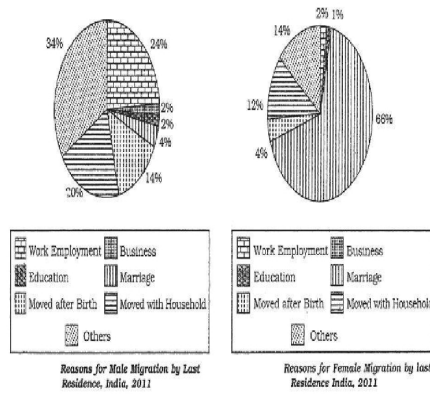 34%
24%
2%
2%
4%
14%
20%
Work Employment
Business
Education
Marriage
Moved after Birth
Moved with Household
Others
Reasons for Male Migration by Last
Residence, India, 2011
14%
2%
1%
12%
66%
4%
Work Employment
Business
Education
Marriage
Moved after Birth
Moved with Household
Others
Reasons for Female Migration by last
Residence India, 2011